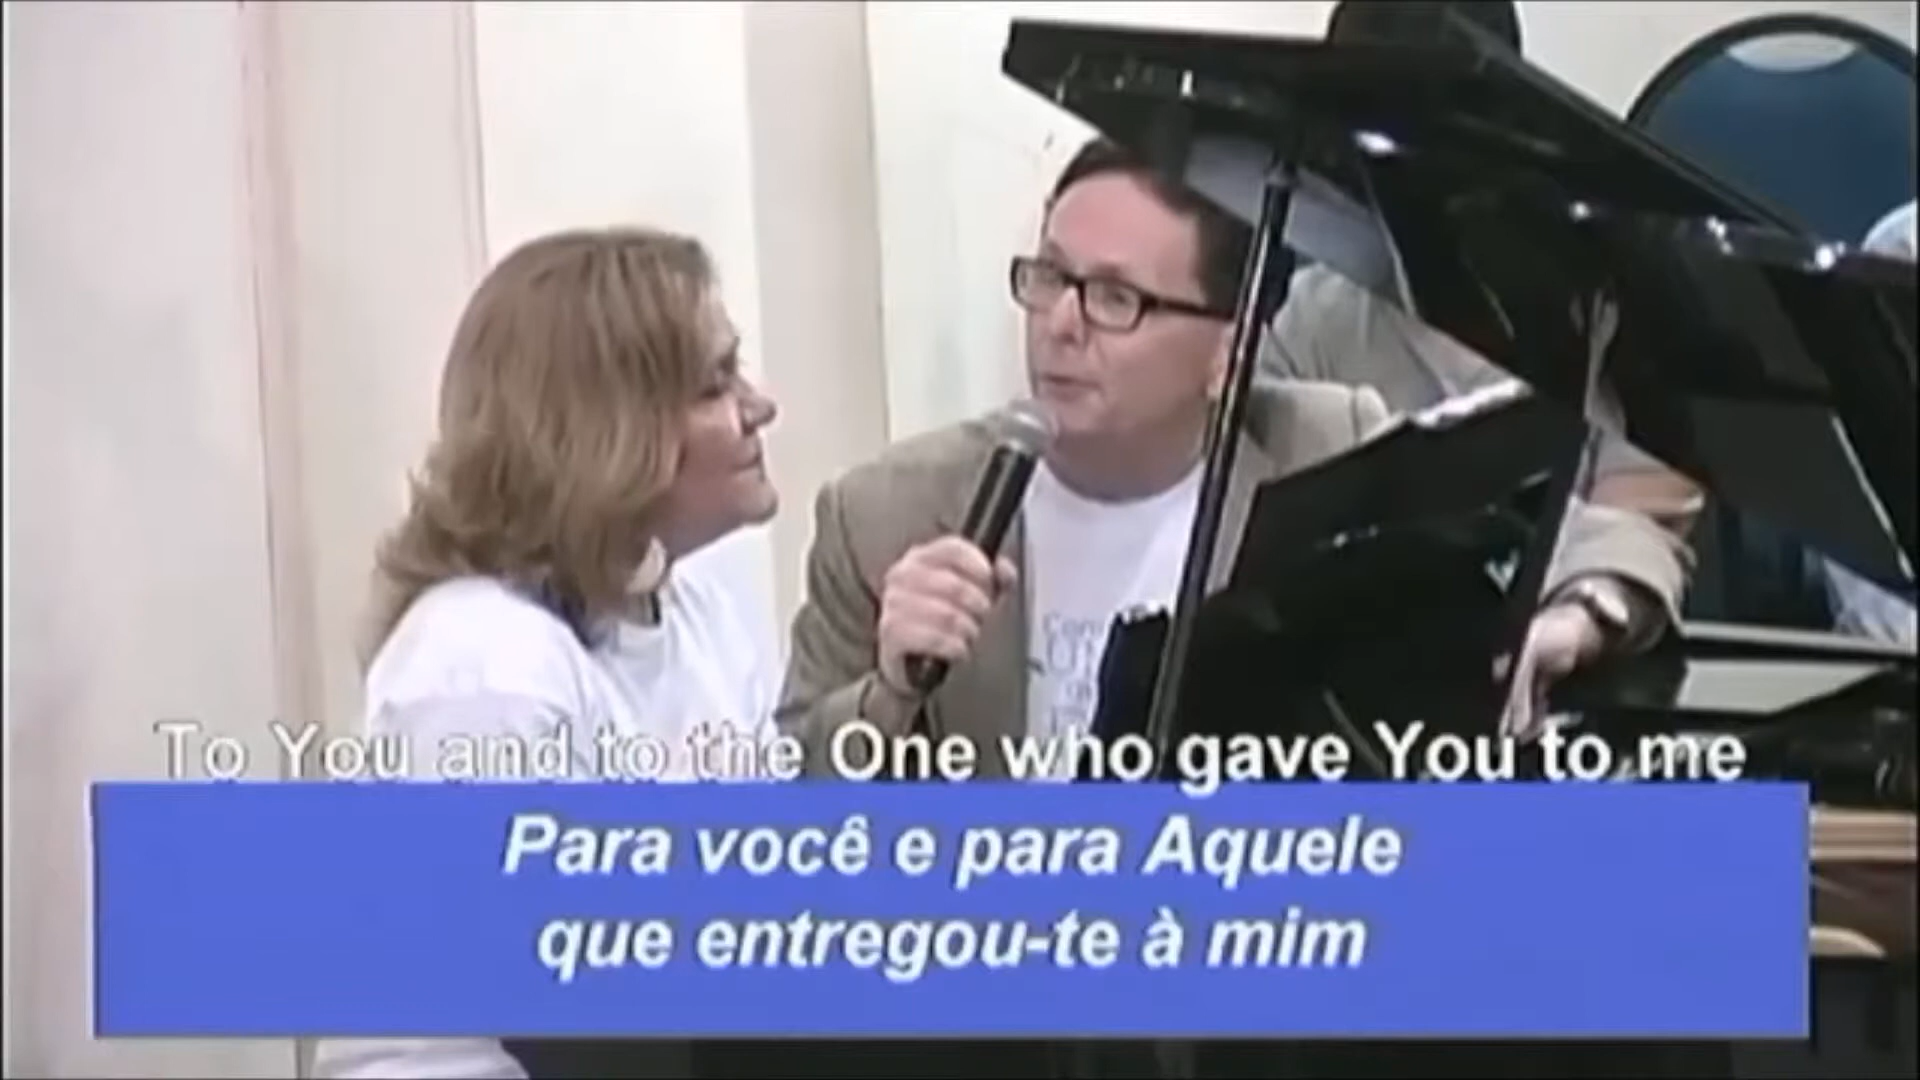 To You and to the One who gave You to me
Para você e para Aquele
que entregou-te à mim